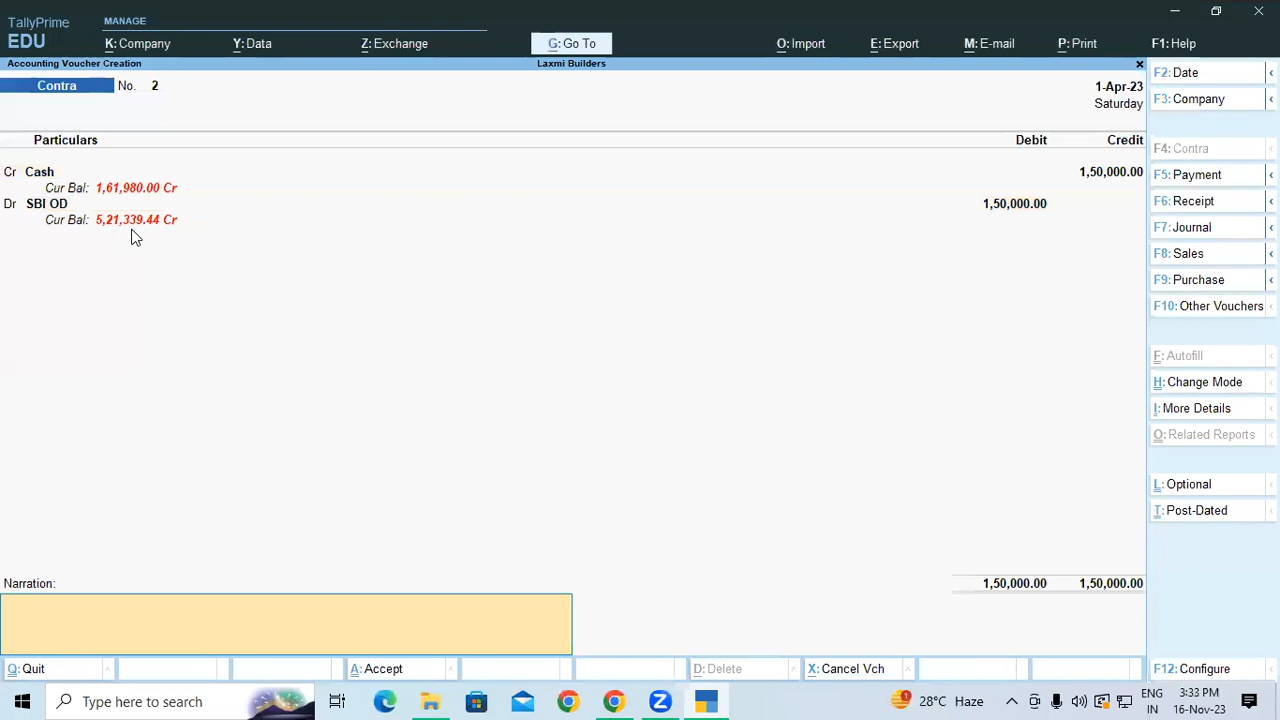 TallyPrime
EDU
MANAGE
K: Company
Y: Data
Z: Exchange
G: Go To
O: Import
E: Export
M: E-mail
P: Print
F1: Help
Accounting Voucher Creation
Laxmi Builders
Contra No. 2
1-Apr-23
Saturday
Particulars Debit Credit
Cr Cash 1,50,000.00
Cur Bal: 1,61,980.00 Cr
Dr SBI OD 1,50,000.00
Cur Bal: 5,21,339.44 Cr
Narration:
1,50,000.00 1,50,000.00
F2: Date
F3: Company
F4: Contra
F5: Payment
F6: Receipt
F7: Journal
F8: Sales
F9: Purchase
F10: Other Vouchers
F: Autofill
H: Change Mode
I: More Details
O: Related Reports
L: Optional
T: Post-Dated
Q: Quit
A: Accept
D: Delete
X: Cancel Vch
F12: Configure
Type here to search
28°C Haze
ENG
IN
3:33 PM
16-Nov-23